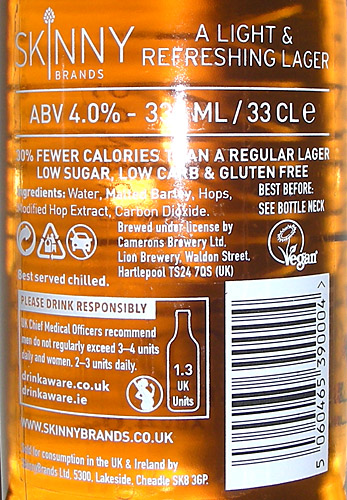 SKINNY
BRANDS
A LIGHT &
REFRESHING LAGER
ABV 4.0% - 33 ML / 33 CL e
30% FEWER CALORIES THAN A REGULAR LAGER
LOW SUGAR, LOW CARB & GLUTEN FREE
Ingredients: Water, Malted Barley, Hops,
Modified Hop Extract, Carbon Dioxide.
BEST BEFORE:
SEE BOTTLE NECK
Brewed under license by
Camerons Brewery Ltd,
Lion Brewery, Waldon Street,
Hartlepool TS24 7QS (UK)
Vegan
Best served chilled.
PLEASE DRINK RESPONSIBLY
UK Chief Medical Officers recommend
men do not regularly exceed 3-4 units
daily and women, 2-3 units daily.
drinkaware.co.uk
drinkaware.ie
1.3
UK
Units
WWW.SKINNYBRANDS.CO.UK
Sold for consumption in the UK & Ireland by
SkinnyBrands Ltd. 5300, Lakeside, Cheadle SK8 3GP.
5 060465 390004 >